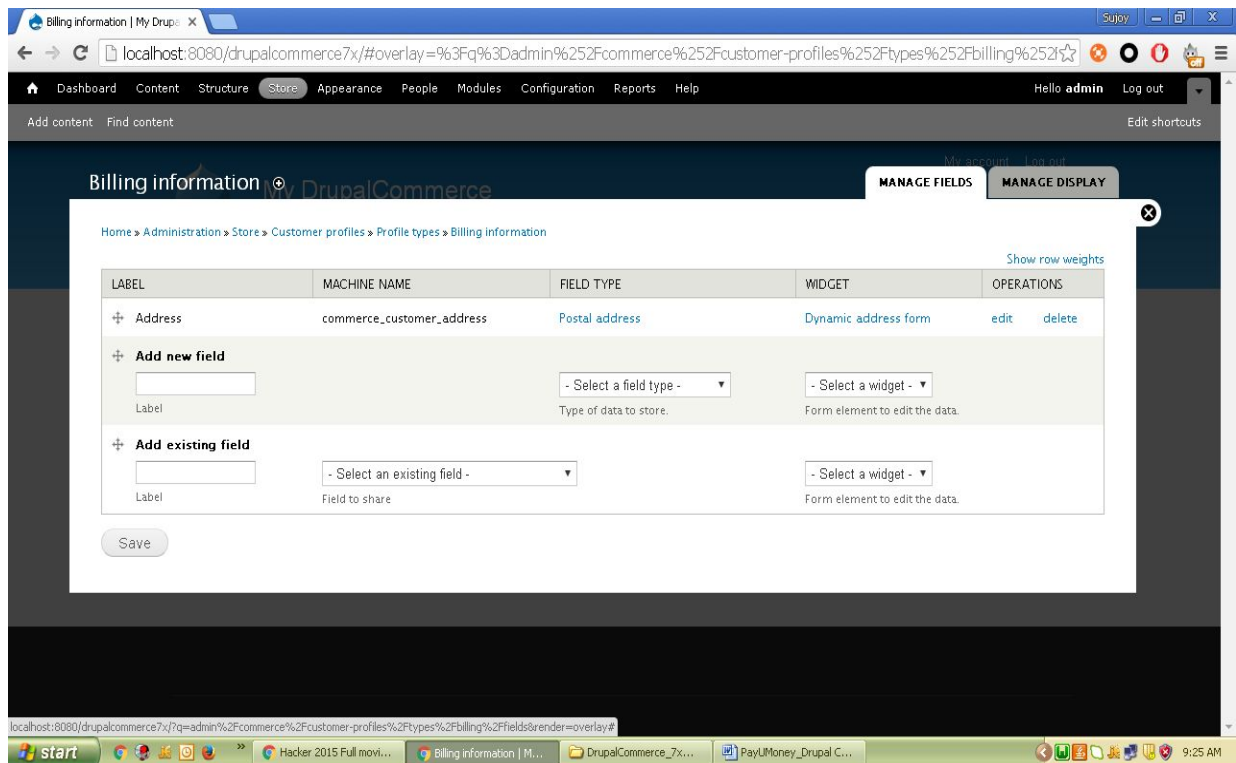 Billing information | My Drupa
Sujoy
localhost:8080/drupalcommerce7x/#overlay=%3Fq%3Dadmin%252Fcommerce%252Fcustomer-profiles%252Ftypes%252Fbilling%252f
off
Dashboard Content Structure Store Appearance People Modules Configuration Reports Help Hello admin Log out
Add content Find content Edit shortcuts
My account Log out
Billing information My DrupalCommerce MANAGE FIELDS MANAGE DISPLAY
Home » Administration » Store » Customer profiles » Profile types » Billing information
Show row weights
LABEL MACHINE NAME FIELD TYPE WIDGET OPERATIONS
Address commerce_customer_address Postal address Dynamic address form edit delete
Add new field
- Select a field type - - Select a widget -
Label Type of data to store. Form element to edit the data.
Add existing field
- Select an existing field - - Select a widget -
Label Field to share Form element to edit the data.
Save
localhost:8080/drupalcommerce7x/?q=admin%2Fcommerce%2Fcustomer-profiles%2Ftypes%2Fbilling%2Ffields&render=overlay#
start Hacker 2015 Full movi... Billing information | M... DrupalCommerce_7x... PayUMoney_Drupal C... 9:25 AM